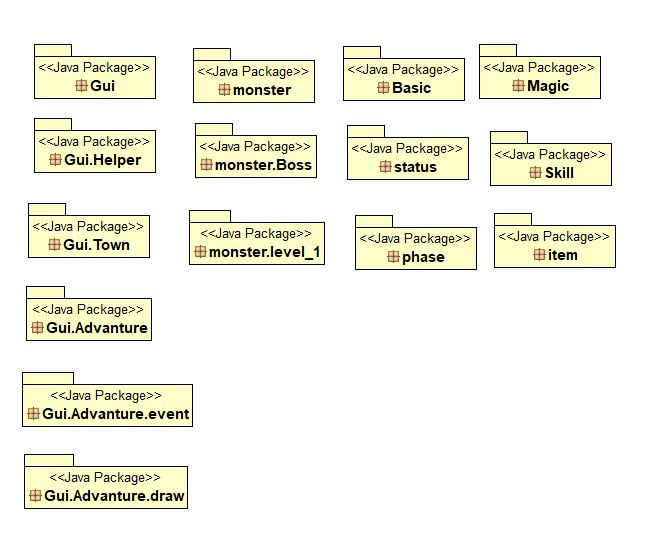 <<Java Package>>
Gui
<<Java Package>>
monster
<<Java Package>>
Basic
<<Java Package>>
Magic
<<Java Package>>
Gui.Helper
<<Java Package>>
monster.Boss
<<Java Package>>
status
<<Java Package>>
Skill
<<Java Package>>
Gui.Town
<<Java Package>>
monster.level_1
<<Java Package>>
phase
<<Java Package>>
item
<<Java Package>>
Gui.Advanture
<<Java Package>>
Gui.Advanture.event
<<Java Package>>
Gui.Advanture.draw